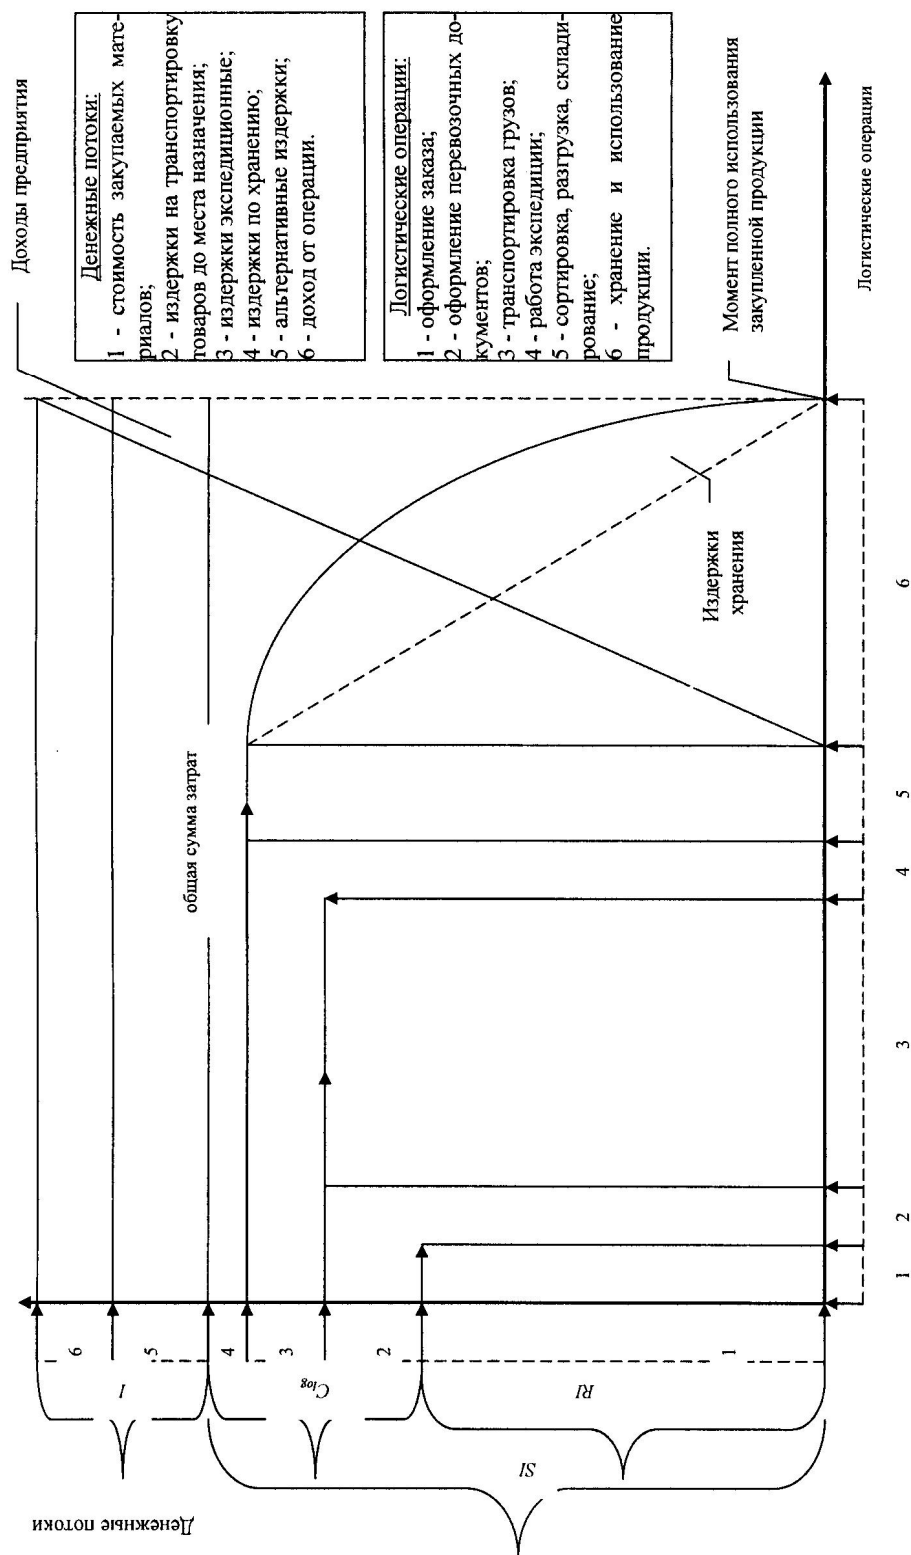 Денежные потоки
Доходы предприятия
Денежные потоки:
1 - стоимость закупаемых мате-
риалов;
2 - издержки на транспортировку
товаров до места назначения;
3 - издержки экспедиционные;
4 - издержки по хранению;
5 - альтернативные издержки;
6 - доход от операции.
Логистические операции:
1 - оформление заказа;
2 - оформление перевозочных до-
кументов;
3 - транспортировка грузов;
4 - работа экспедиции;
5 - сортировка, разгрузка, склади-
рование;
6 - хранение и использование
продукции.
I
6
5
общая сумма затрат
C_log
4
3
2
SI
RI
1
Издержки
хранения
Момент полного использования
закупленной продукции
1
2
3
4
5
6
Логистические операции